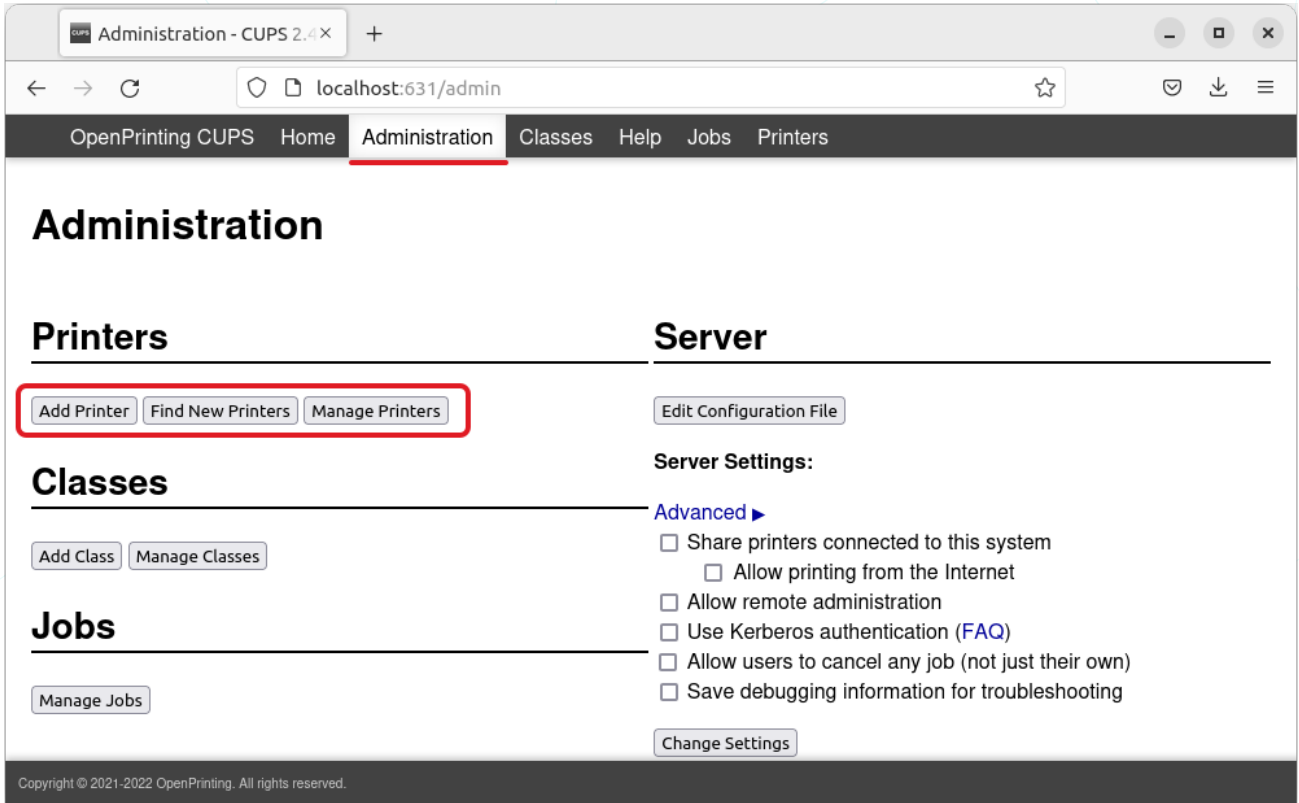 Administration - CUPS 2.4
localhost:631/admin
OpenPrinting CUPS Home Administration Classes Help Jobs Printers
Administration
Printers
Add Printer Find New Printers Manage Printers
Classes
Add Class Manage Classes
Jobs
Manage Jobs
Server
Edit Configuration File
Server Settings:
Advanced ▶
Share printers connected to this system
Allow printing from the Internet
Allow remote administration
Use Kerberos authentication (FAQ)
Allow users to cancel any job (not just their own)
Save debugging information for troubleshooting
Change Settings
Copyright © 2021-2022 OpenPrinting. All rights reserved.